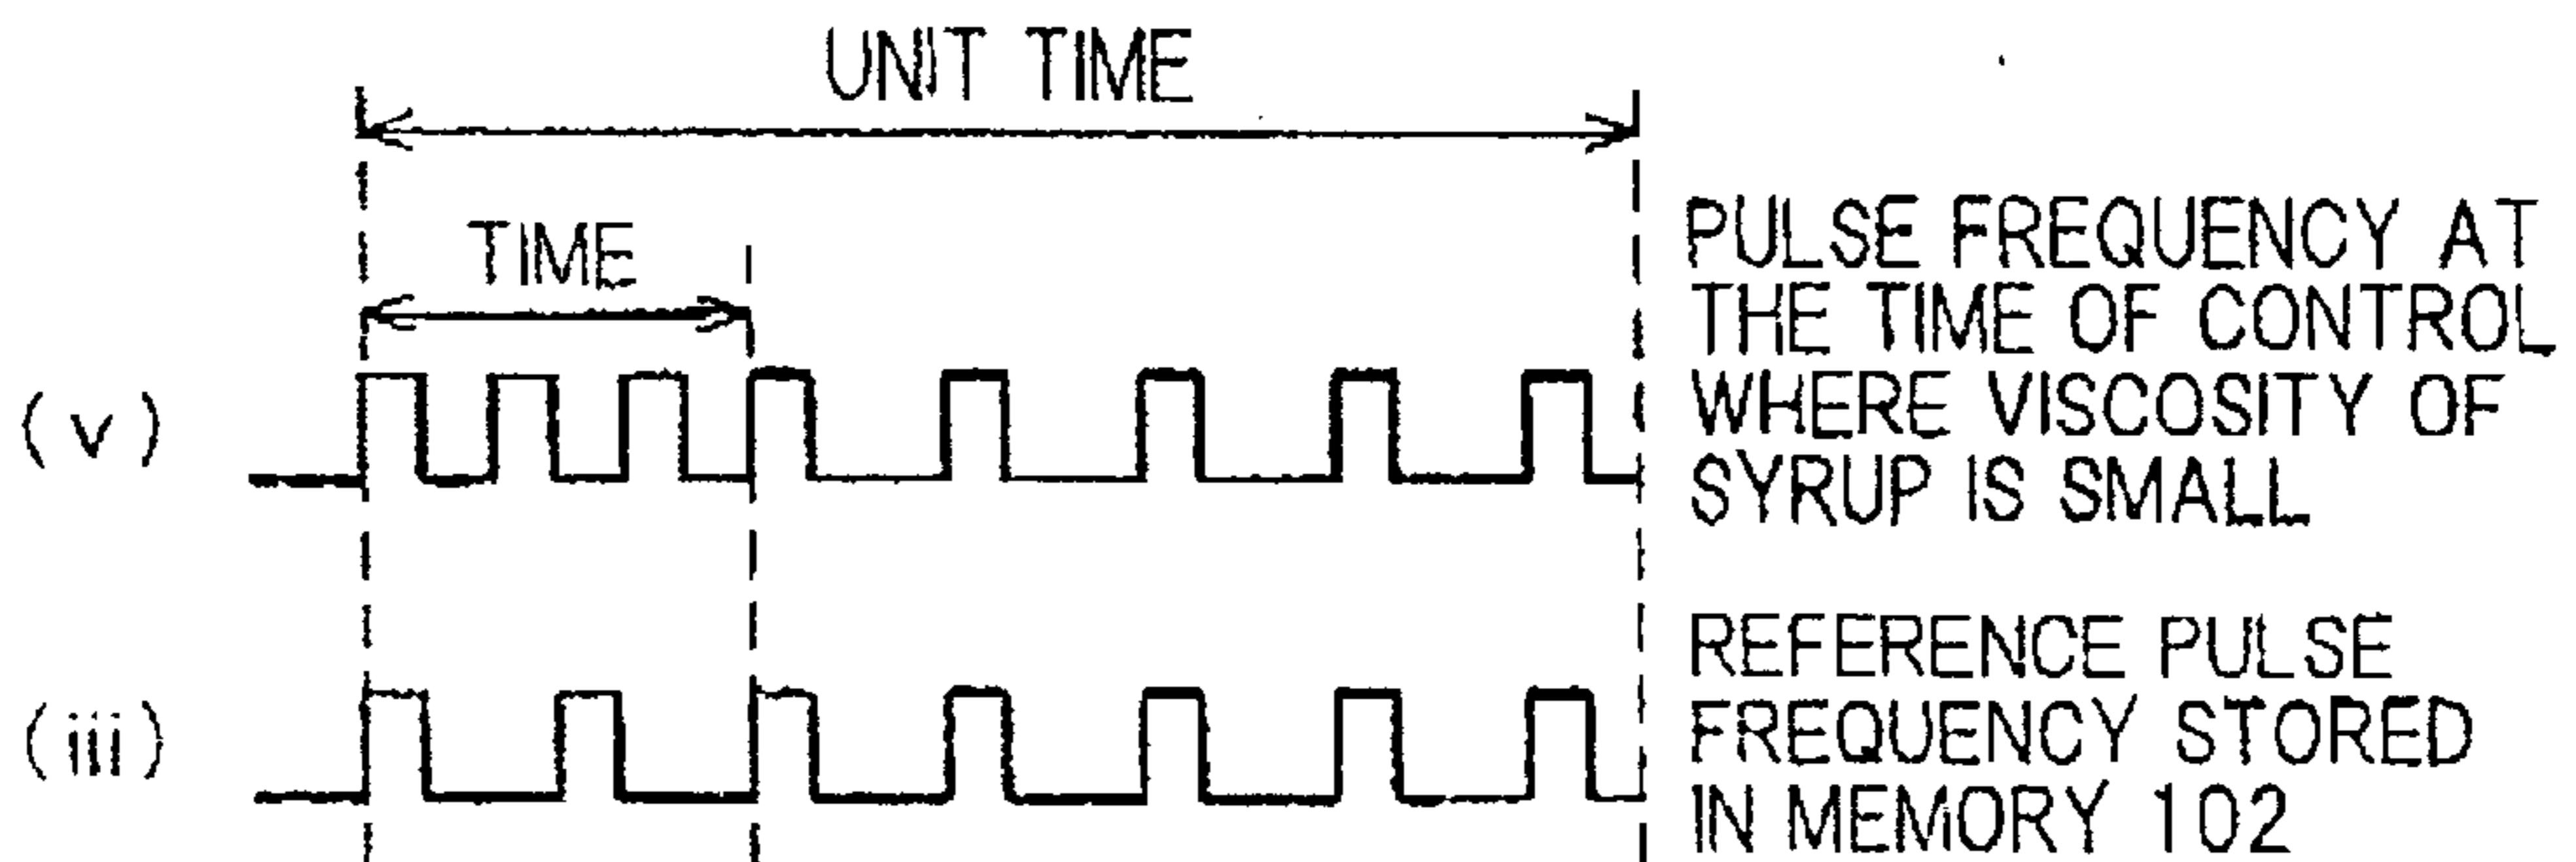 UNIT TIME
TIME
(v)
PULSE FREQUENCY AT
THE TIME OF CONTROL
WHERE VISCOSITY OF
SYRUP IS SMALL
(iii)
REFERENCE PULSE
FREQUENCY STORED
IN MEMORY 102